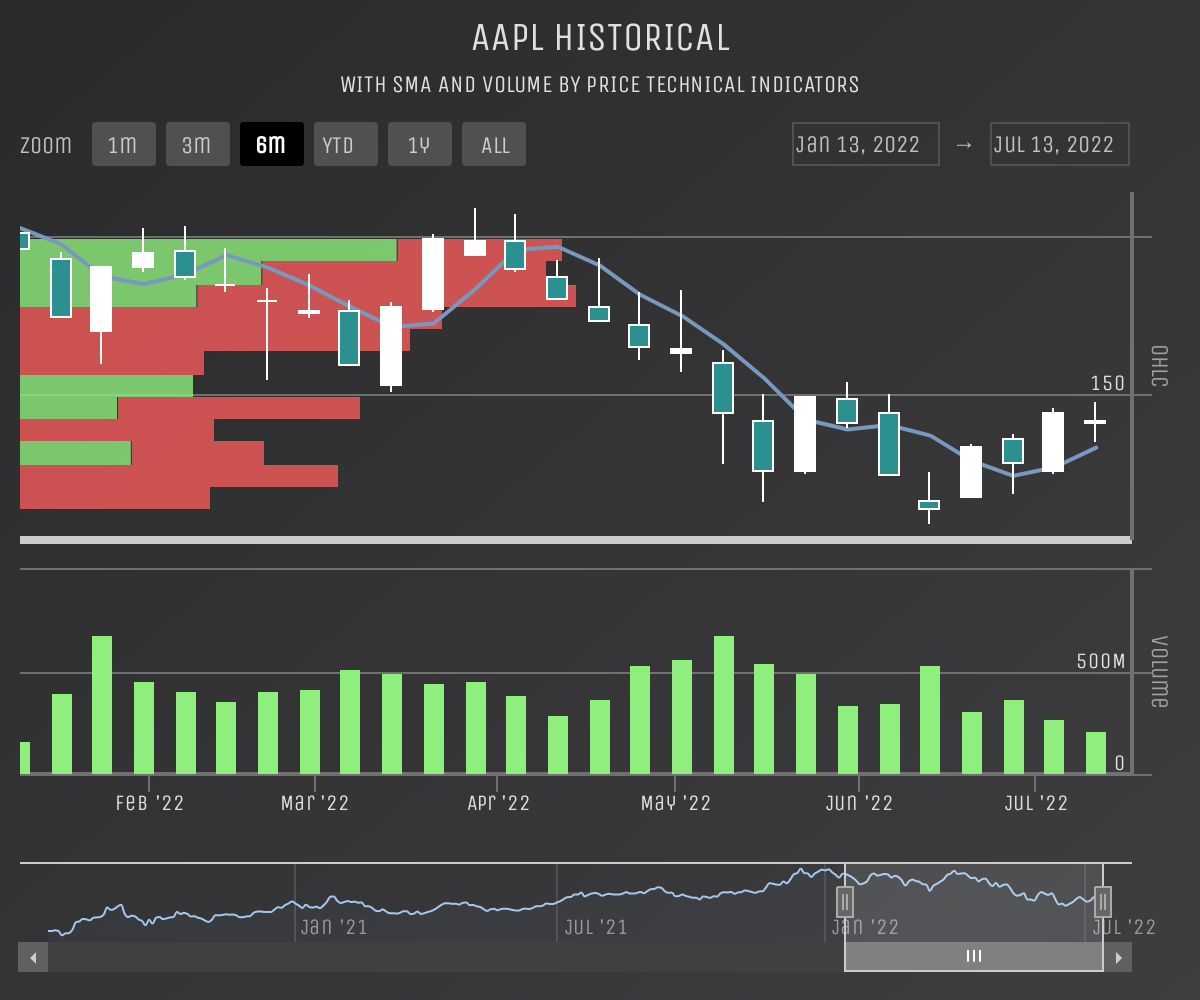 AAPL HISTORICAL
WITH SMA AND VOLUME BY PRICE TECHNICAL INDICATORS
Zoom 1m 3m 6m YTD 1Y ALL Jan 13, 2022 → Jul 13, 2022
150
OHLC
500M
0
Volume
Feb '22 Mar '22 Apr '22 May '22 Jun '22 Jul '22
Jan '21 Jul '21 Jan '22 Jul '22